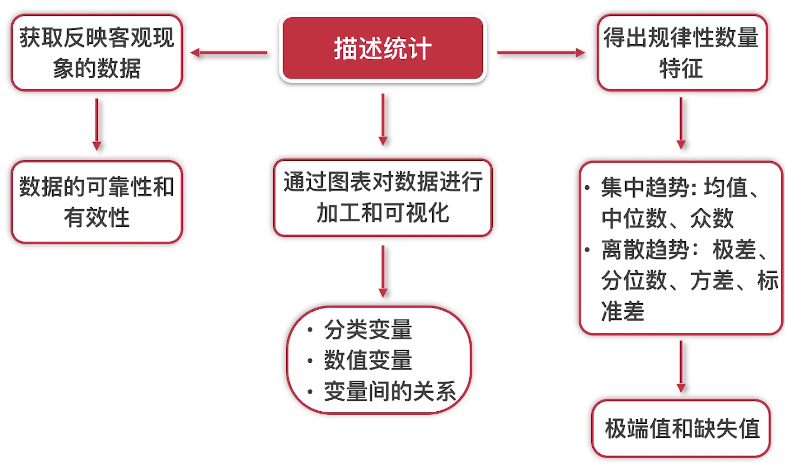 获取反映客观现
象的数据
描述统计
得出规律性数量
特征
数据的可靠性和
有效性
通过图表对数据进行
加工和可视化
• 集中趋势: 均值、
中位数、众数
• 离散趋势：极差、
分位数、方差、标
准差
• 分类变量
• 数值变量
• 变量间的关系
极端值和缺失值